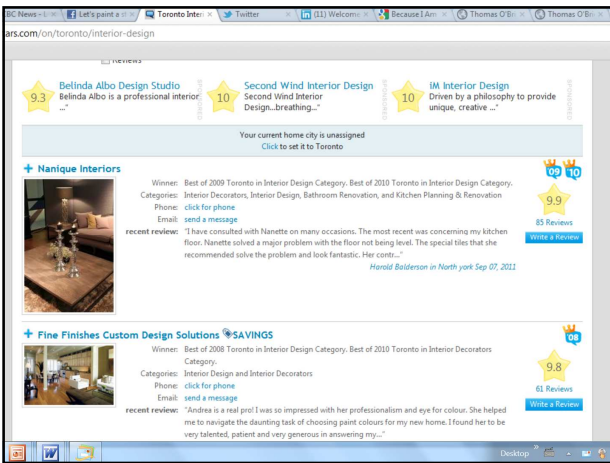 BC News - L
Let's paint a st
Toronto Inter
Twitter
(11) Welcome
Because I Am
Thomas O'Br
Thomas O'Br
ars.com/on/toronto/interior-design
Reviews
9.3
Belinda Albo Design Studio
Belinda Albo is a professional interior
..."
SPONSORED
10
Second Wind Interior Design
Second Wind Interior
Design...breathing..."
SPONSORED
10
iM Interior Design
Driven by a philosophy to provide
unique, creative ..."
SPONSORED
Your current home city is unassigned
Click to set it to Toronto
+ Nanique Interiors
Winner: Best of 2009 Toronto in Interior Design Category. Best of 2010 Toronto in Interior Design Category.
Categories: Interior Decorators, Interior Design, Bathroom Renovation, and Kitchen Planning & Renovation
Phone: click for phone
Email: send a message
recent review: "I have consulted with Nanette on many occasions. The most recent was concerning my kitchen
floor. Nanette solved a major problem with the floor not being level. The special tiles that she
recommended solve the problem and look fantastic. Her contr..."
Harold Balderson in North york Sep 07, 2011
09 10
9.9
85 Reviews
Write a Review
+ Fine Finishes Custom Design Solutions SAVINGS
Winner: Best of 2008 Toronto in Interior Design Category. Best of 2010 Toronto in Interior Decorators
Category.
Categories: Interior Design and Interior Decorators
Phone: click for phone
Email: send a message
recent review: "Andrea is a real pro! I was so impressed with her professionalism and eye for colour. She helped
me to navigate the daunting task of choosing paint colours for my new home. I found her to be
very talented, patient and very generous in answering my..."
08
9.8
61 Reviews
Write a Review
Desktop